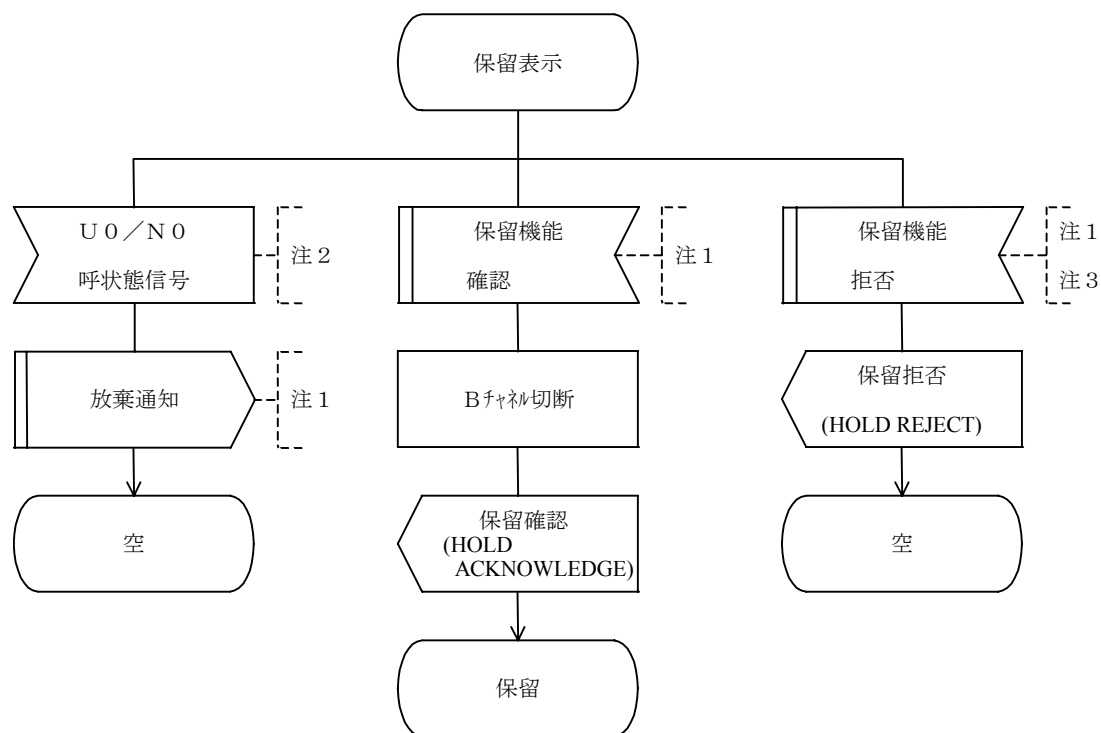 保留表示
U0／N0
呼状態信号
注2
保留機能
確認
注1
保留機能
拒否
注1
注3
放棄通知
注1
Bチャネル切断
保留拒否
(HOLD REJECT)
空
保留確認
(HOLD
ACKNOWLEDGE)
空
保留